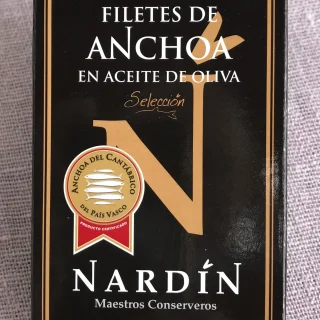 FILETES DE
ANCHOA
EN ACEITE DE OLIVA
Selección
Ñ
ANCHOA DEL CANTÁBRICO
DEL PAÍS VASCO
PRODUCTO CERTIFICADO
NARDÍN
Maestros Conserveros